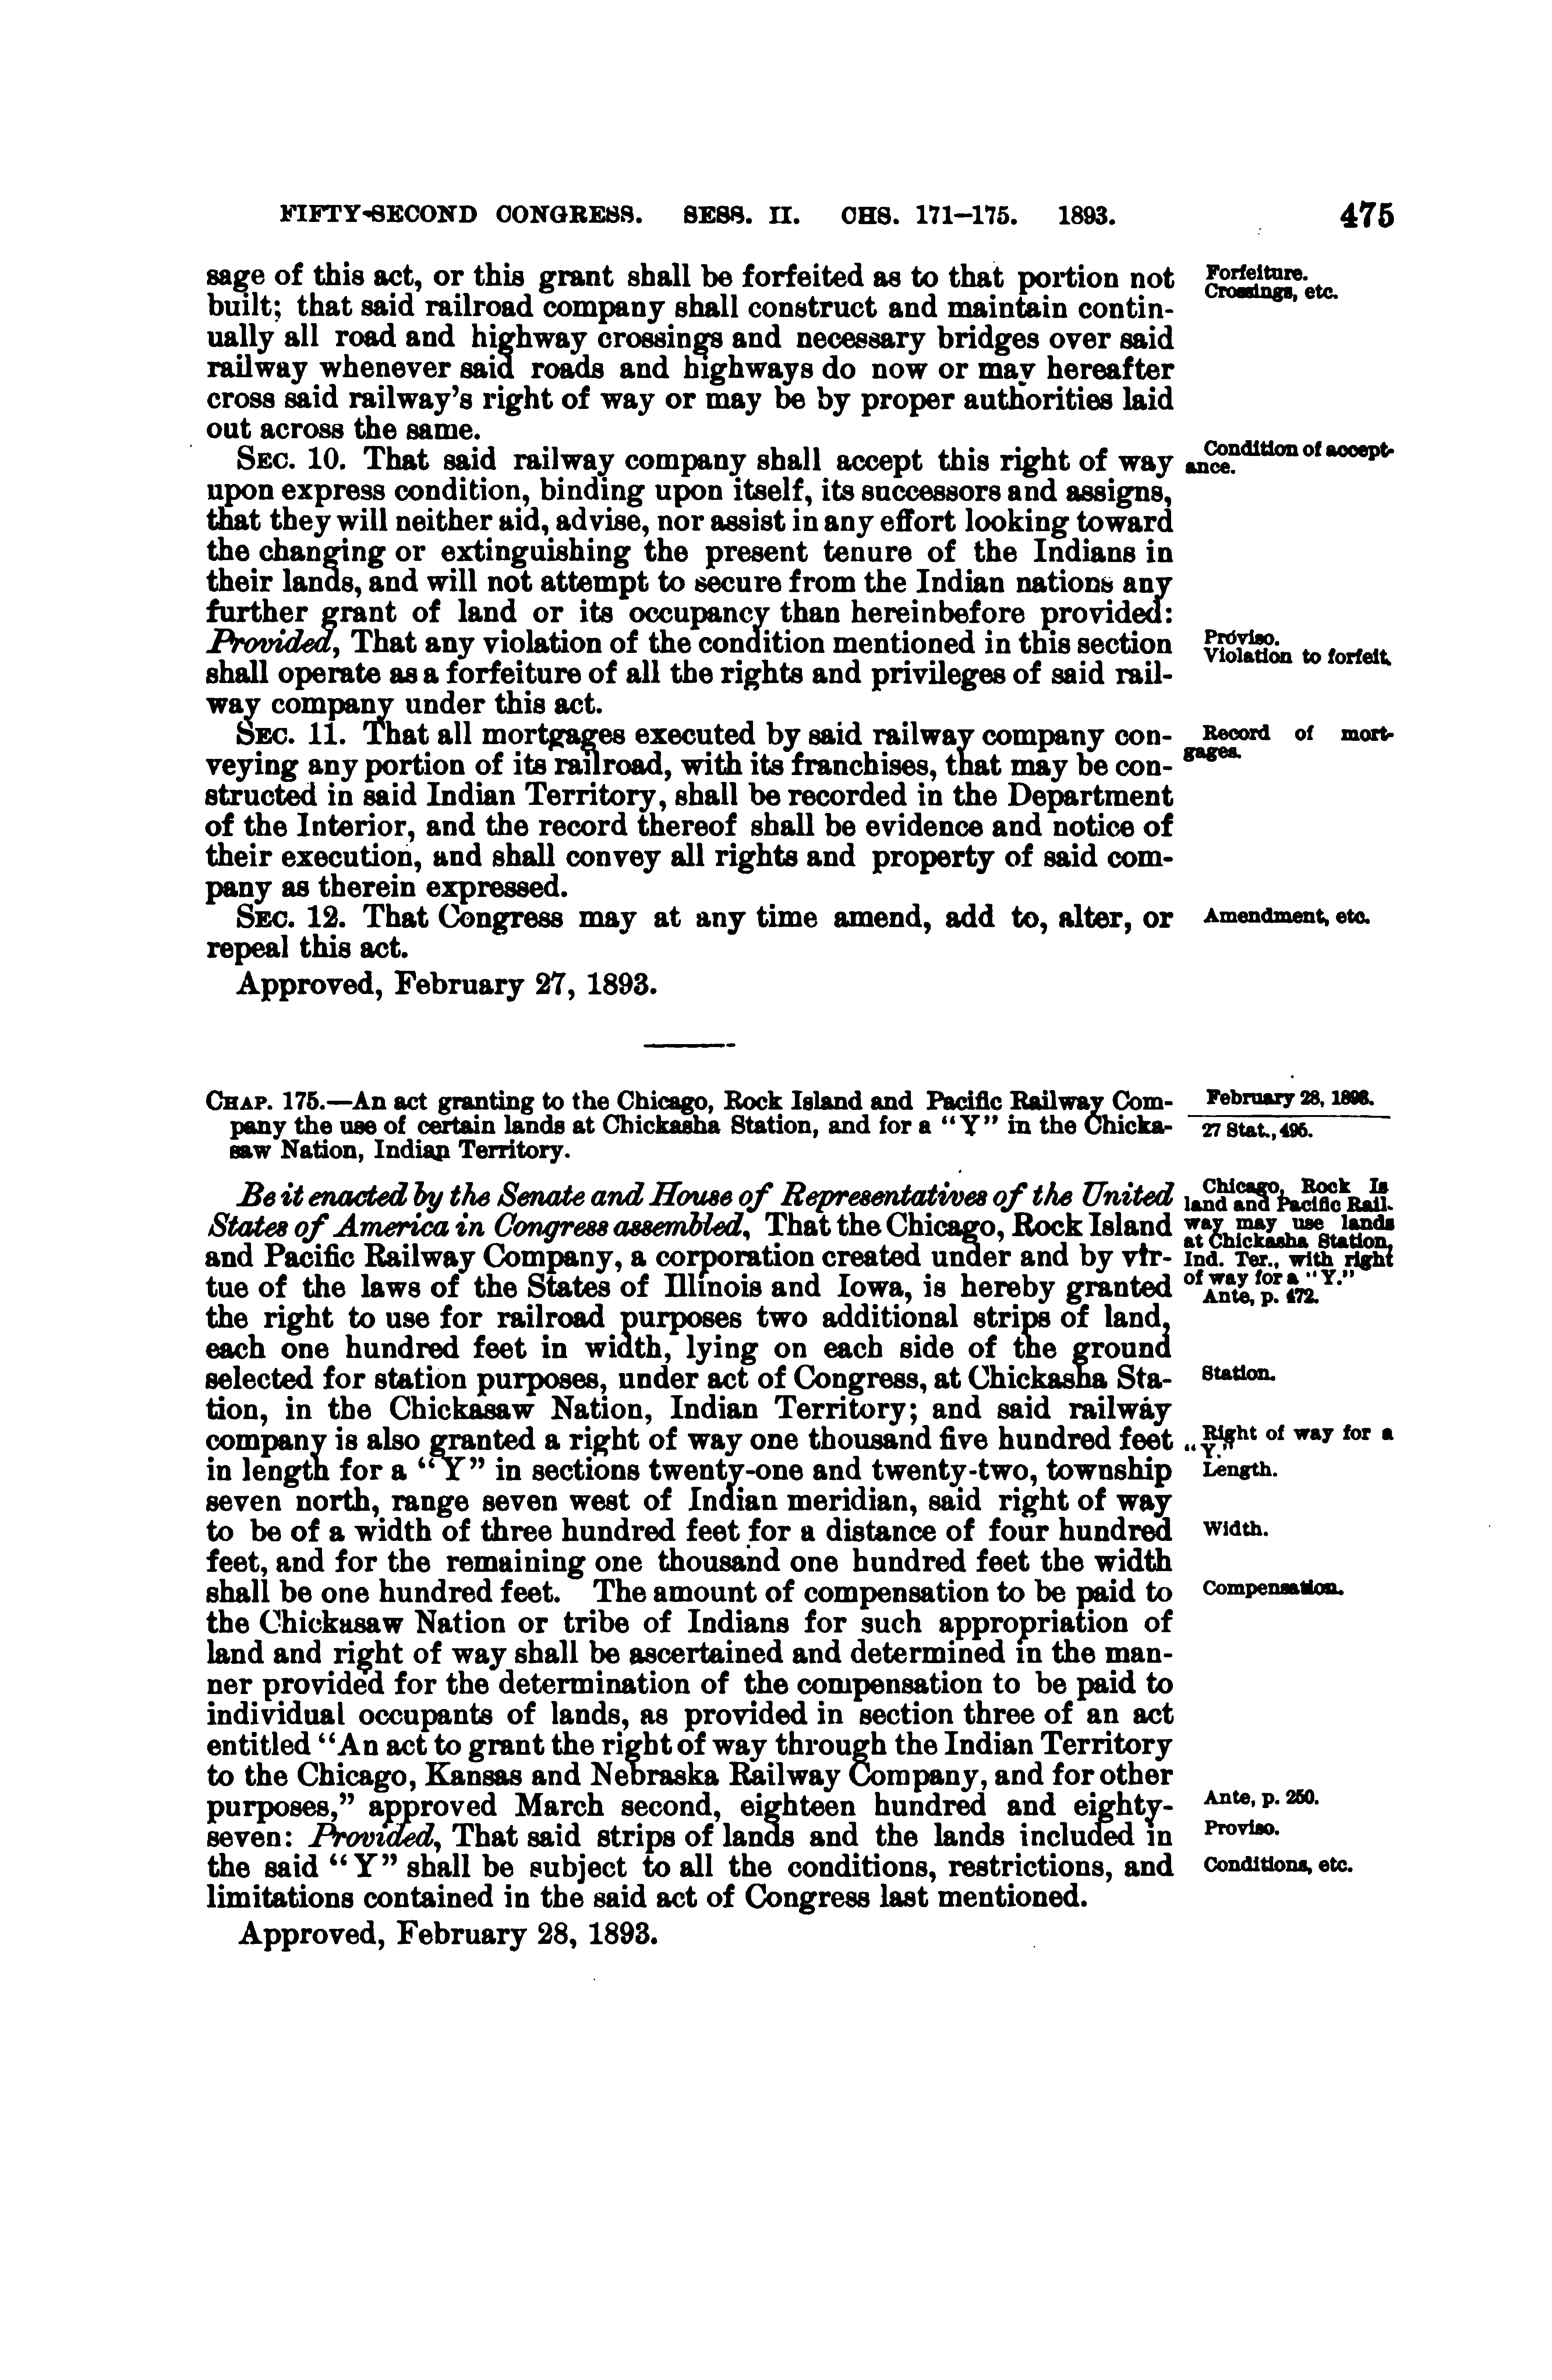 FIFTY-SECOND CONGRESS. SESS. II. CHS. 171–175. 1893. 475
sage of this act, or this grant shall be forfeited as to that portion not
built; that said railroad company shall construct and maintain contin-
ually all road and highway crossings and necessary bridges over said
railway whenever said roads and highways do now or may hereafter
cross said railway's right of way or may be by proper authorities laid
out across the same.
Forfeiture.
Crossings, etc.
SEC. 10. That said railway company shall accept this right of way
upon express condition, binding upon itself, its successors and assigns,
that they will neither aid, advise, nor assist in any effort looking toward
the changing or extinguishing the present tenure of the Indians in
their lands, and will not attempt to secure from the Indian nations any
further grant of land or its occupancy than hereinbefore provided:
Provided, That any violation of the condition mentioned in this section
shall operate as a forfeiture of all the rights and privileges of said rail-
way company under this act.
Condition of accept-
ance.
Proviso.
Violation to forfeit.
SEC. 11. That all mortgages executed by said railway company con-
veying any portion of its railroad, with its franchises, that may be con-
structed in said Indian Territory, shall be recorded in the Department
of the Interior, and the record thereof shall be evidence and notice of
their execution, and shall convey all rights and property of said com-
pany as therein expressed.
Record of mort-
gages.
SEC. 12. That Congress may at any time amend, add to, alter, or
repeal this act.
Amendment, etc.
Approved, February 27, 1893.
CHAP. 175.—An act granting to the Chicago, Rock Island and Pacific Railway Com-
pany the use of certain lands at Chickasha Station, and for a "Y" in the Chicka-
saw Nation, Indian Territory.
February 28, 1893.
27 Stat., 495.
Be it enacted by the Senate and House of Representatives of the United
States of America in Congress assembled, That the Chicago, Rock Island
and Pacific Railway Company, a corporation created under and by vir-
tue of the laws of the States of Illinois and Iowa, is hereby granted
the right to use for railroad purposes two additional strips of land,
each one hundred feet in width, lying on each side of the ground
selected for station purposes, under act of Congress, at Chickasha Sta-
tion, in the Chickasaw Nation, Indian Territory; and said railway
company is also granted a right of way one thousand five hundred feet
in length for a "Y" in sections twenty-one and twenty-two, township
seven north, range seven west of Indian meridian, said right of way
to be of a width of three hundred feet for a distance of four hundred
feet, and for the remaining one thousand one hundred feet the width
shall be one hundred feet. The amount of compensation to be paid to
the Chickasaw Nation or tribe of Indians for such appropriation of
land and right of way shall be ascertained and determined in the man-
ner provided for the determination of the compensation to be paid to
individual occupants of lands, as provided in section three of an act
entitled "An act to grant the right of way through the Indian Territory
to the Chicago, Kansas and Nebraska Railway Company, and for other
purposes," approved March second, eighteen hundred and eighty-
seven: Provided, That said strips of lands and the lands included in
the said "Y" shall be subject to all the conditions, restrictions, and
limitations contained in the said act of Congress last mentioned.
Chicago, Rock Is
land and Pacific Rail-
way may use lands
at Chickasha Station,
Ind. Ter., with right
of way for a "Y."
Ante, p. 472.
Station.
Right of way for a
"Y."
Length.
Width.
Compensation.
Ante, p. 250.
Proviso.
Conditions, etc.
Approved, February 28, 1893.